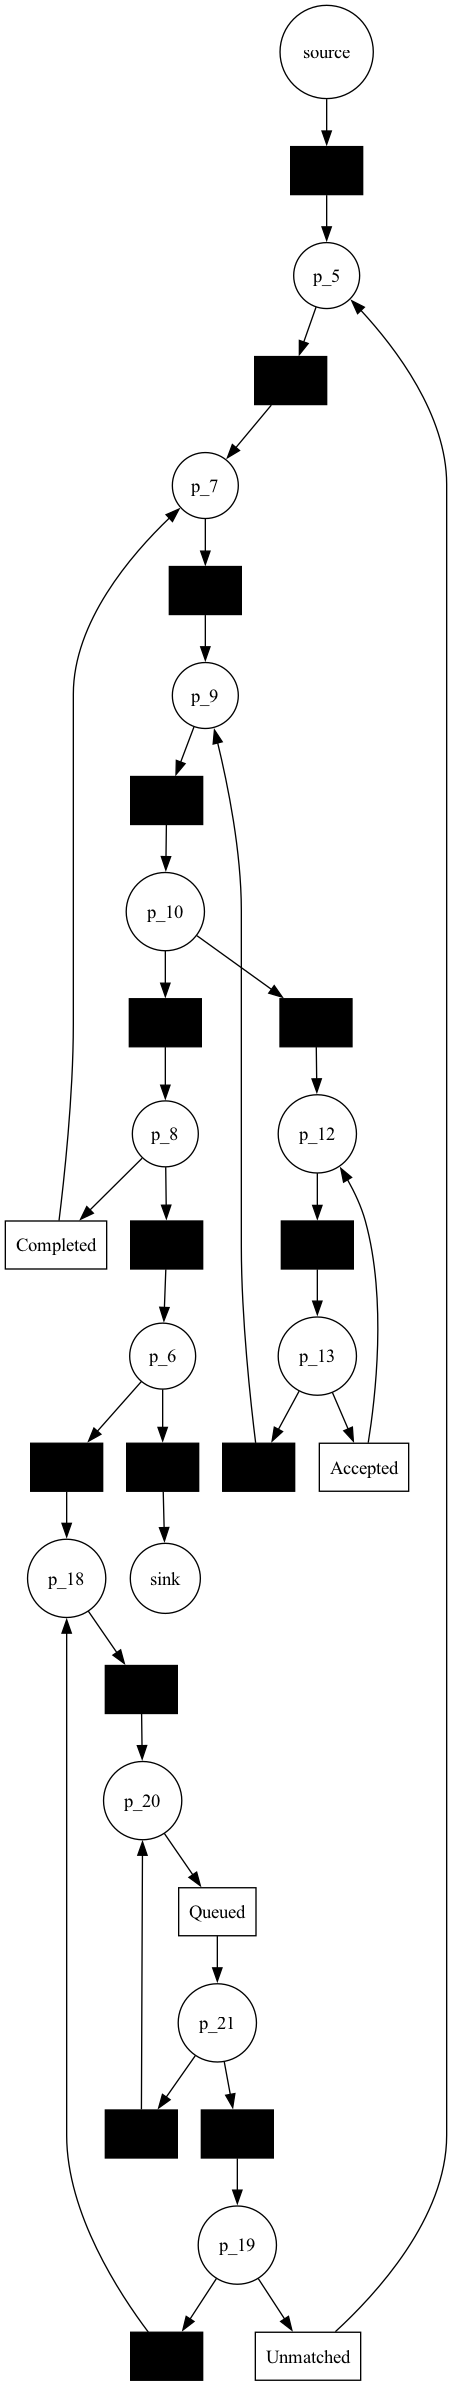 source
p_5
p_7
p_9
p_10
p_8
p_12
Completed
p_6
p_13
Accepted
p_18
sink
p_20
Queued
p_21
p_19
Unmatched